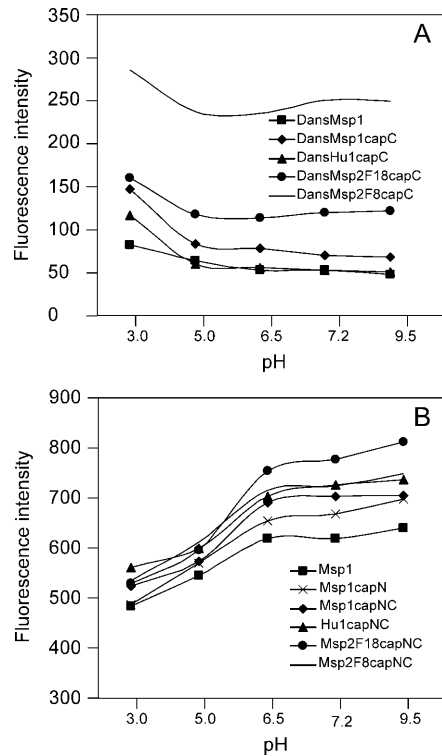 A
Fluorescence intensity
350
300
250
200
150
100
50
0
DansMsp1
DansMsp1capC
DansHu1capC
DansMsp2F18capC
DansMsp2F8capC
3.0 5.0 6.5 7.2 9.5
pH
B
Fluorescence intensity
900
800
700
600
500
400
300
Msp1
Msp1capN
Msp1capNC
Hu1capNC
Msp2F18capNC
Msp2F8capNC
3.0 5.0 6.5 7.2 9.5
pH